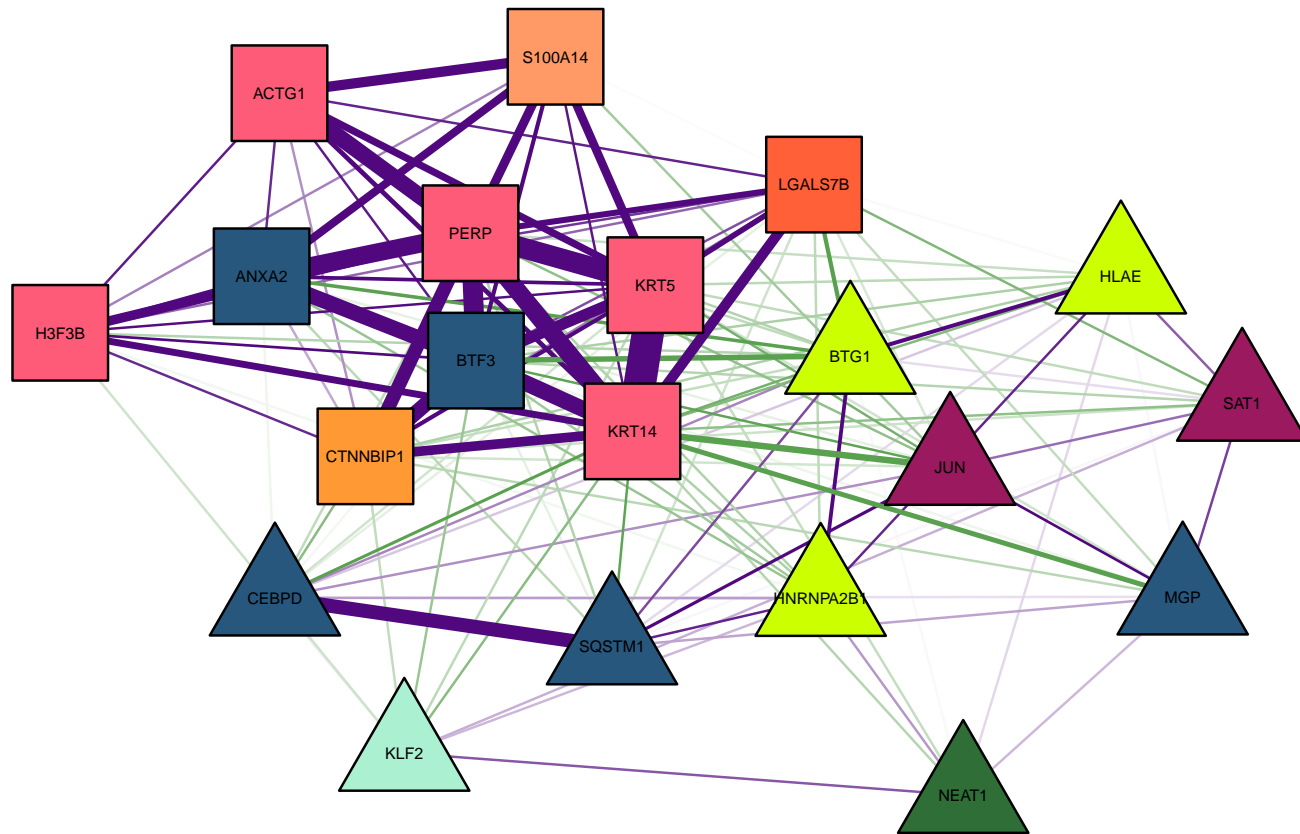 S100A14
ACTG1
LGALS7B
PERP
HLAE
ANXA2
KRT5
H3F3B
BTF3
BTG1
SAT1
KRT14
CTNNBIP1
JUN
CEBPD
HNRNPA2B1
MGP
SQSTM1
KLF2
NEAT1